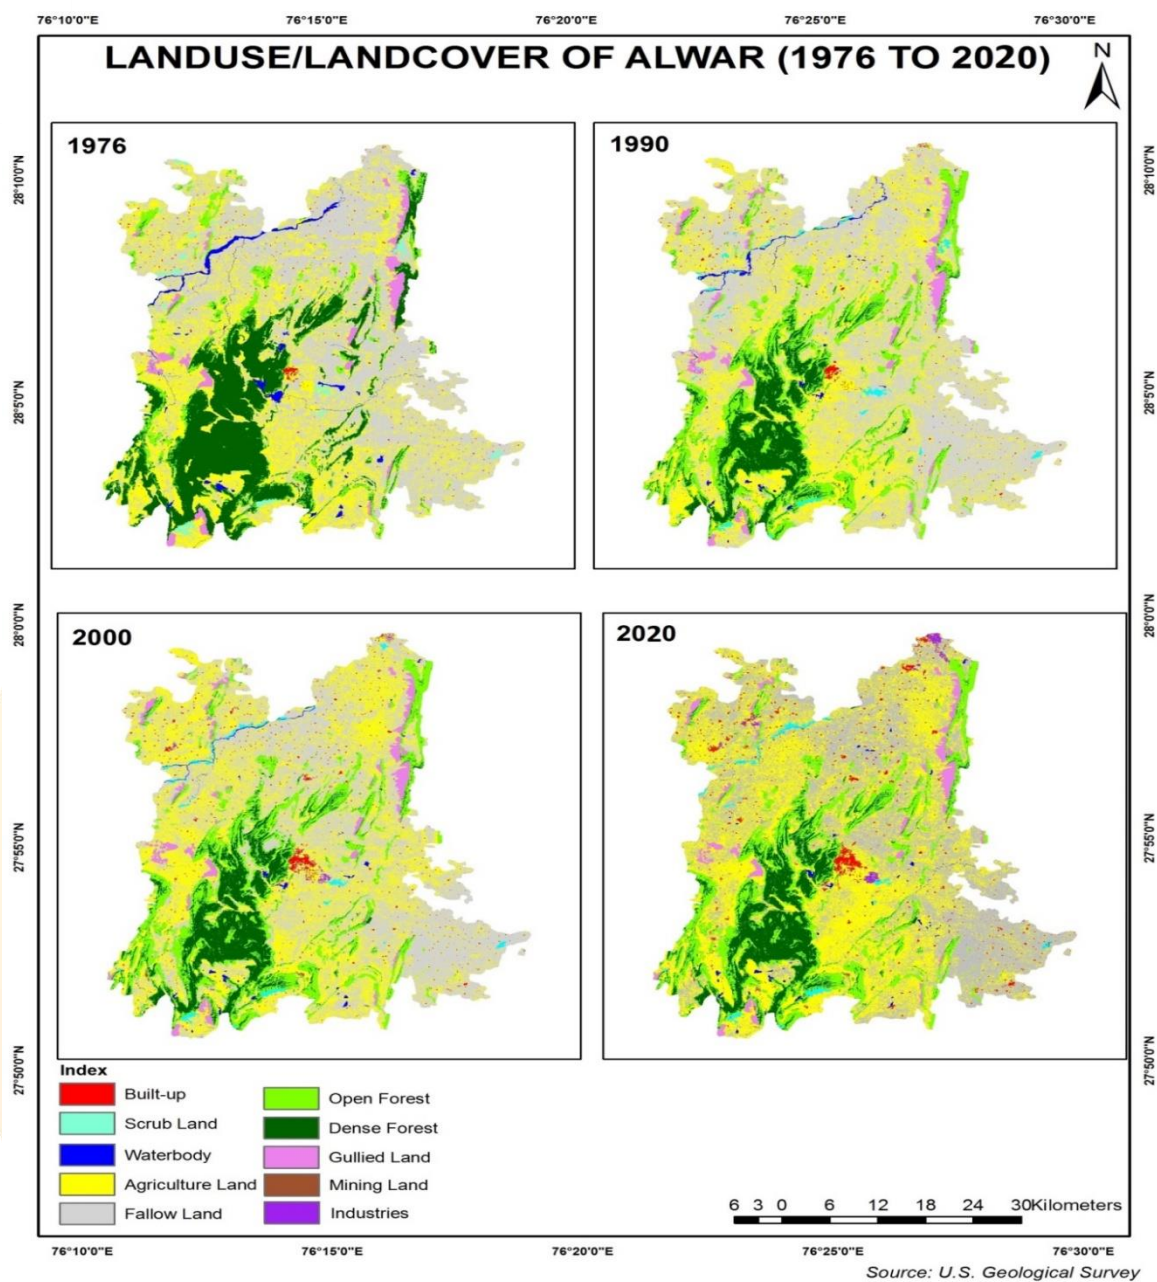 76°10'0"E 76°15'0"E 76°20'0"E 76°25'0"E 76°30'0"E
LANDUSE/LANDCOVER OF ALWAR (1976 TO 2020)
N
1976
1990
28°10'0"N
28°10'0"N
28°5'0"N
28°5'0"N
28°0'0"N
28°0'0"N
2000
2020
27°55'0"N
27°55'0"N
27°50'0"N
27°50'0"N
Index
Built-up
Scrub Land
Waterbody
Agriculture Land
Fallow Land
Open Forest
Dense Forest
Gullied Land
Mining Land
Industries
6 3 0 6 12 18 24 30Kilometers
76°10'0"E 76°15'0"E 76°20'0"E 76°25'0"E 76°30'0"E
Source: U.S. Geological Survey